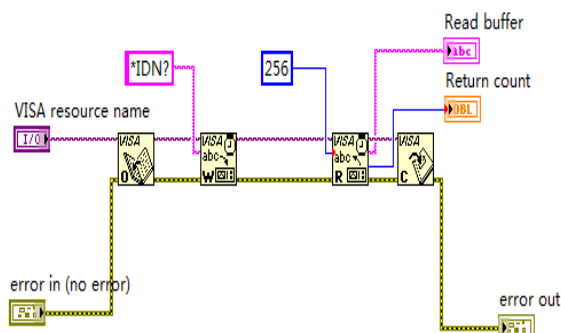 Read buffer
abc
*IDN?
256
Return count
DBL
VISA resource name
I/O
VISA
O
VISA
abc
W
VISA
abc
R
VISA
C
error in (no error)
error out